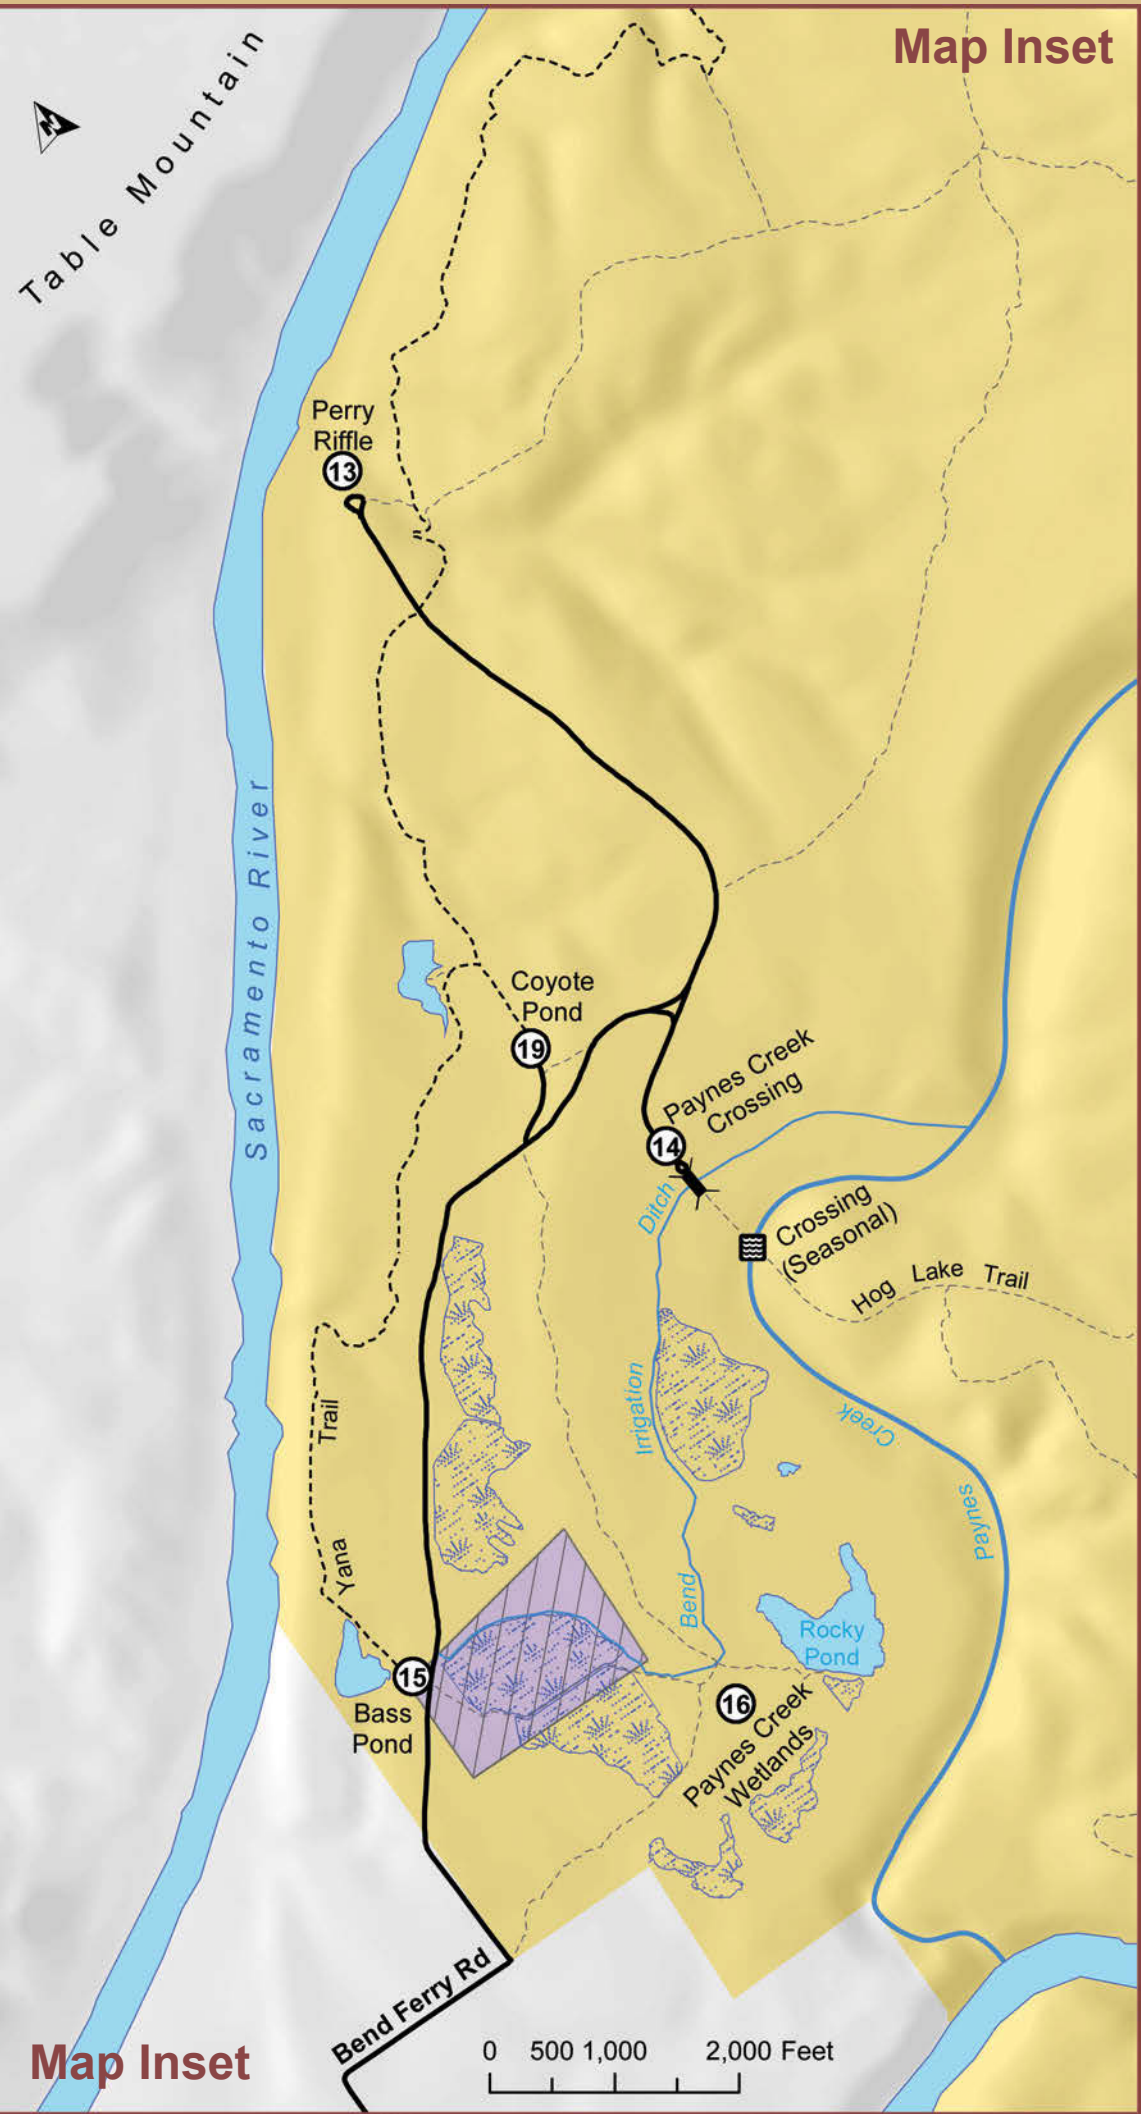 Map Inset
N
Table Mountain
Perry
Riffle
13
Sacramento River
Coyote
Pond
19
Paynes Creek
Crossing
14
Ditch
Crossing
(Seasonal)
Hog Lake Trail
Irrigation
Creek
Trail
Paynes
Yana
Bend
Rocky
Pond
15
Bass
Pond
16
Paynes Creek
Wetlands
Bend Ferry Rd
Map Inset
0 500 1,000 2,000 Feet